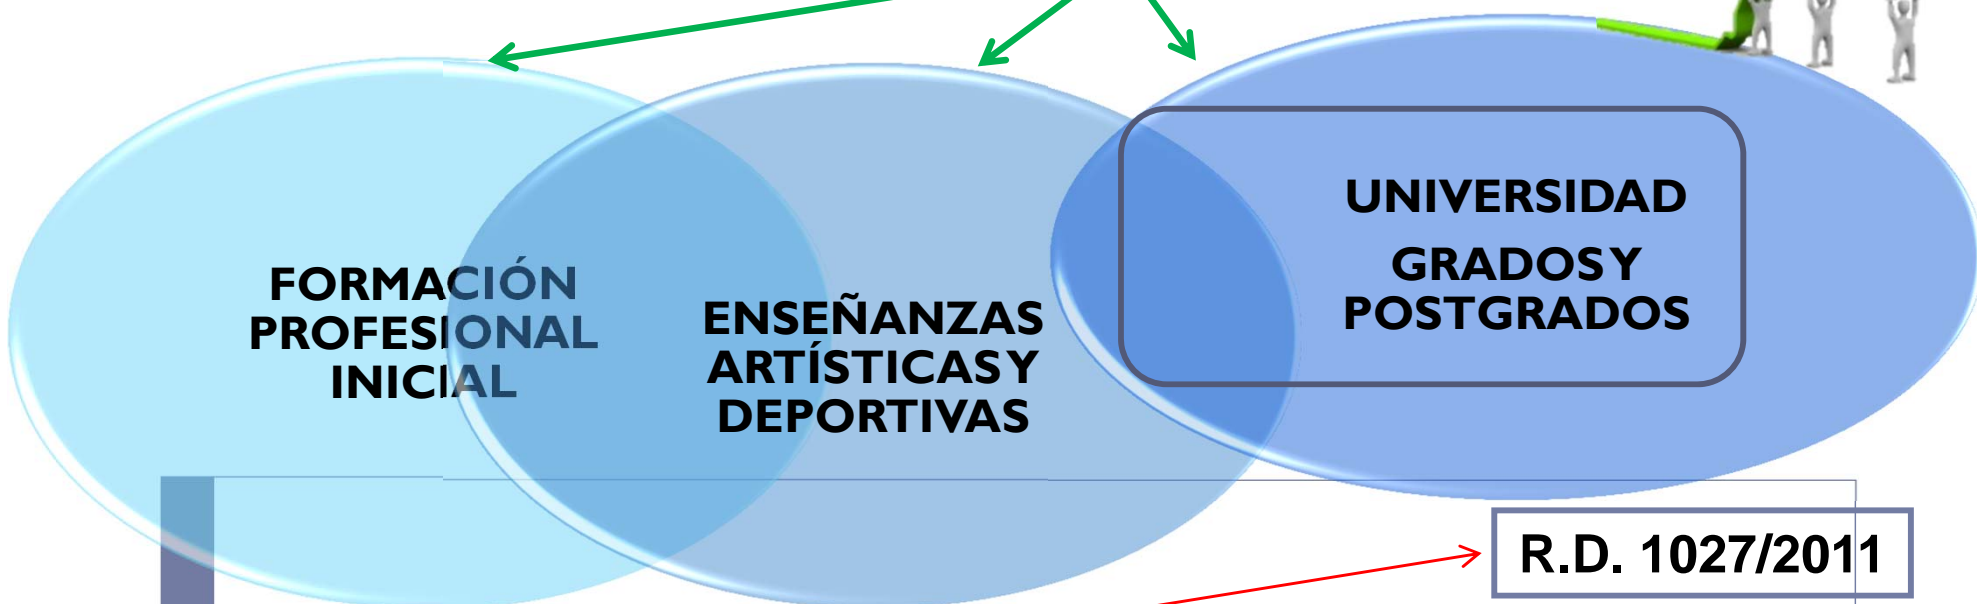 FORMACIÓN
PROFESIONAL
INICIAL
ENSEÑANZAS
ARTÍSTICAS Y
DEPORTIVAS
UNIVERSIDAD
GRADOS Y
POSTGRADOS
R.D. 1027/2011